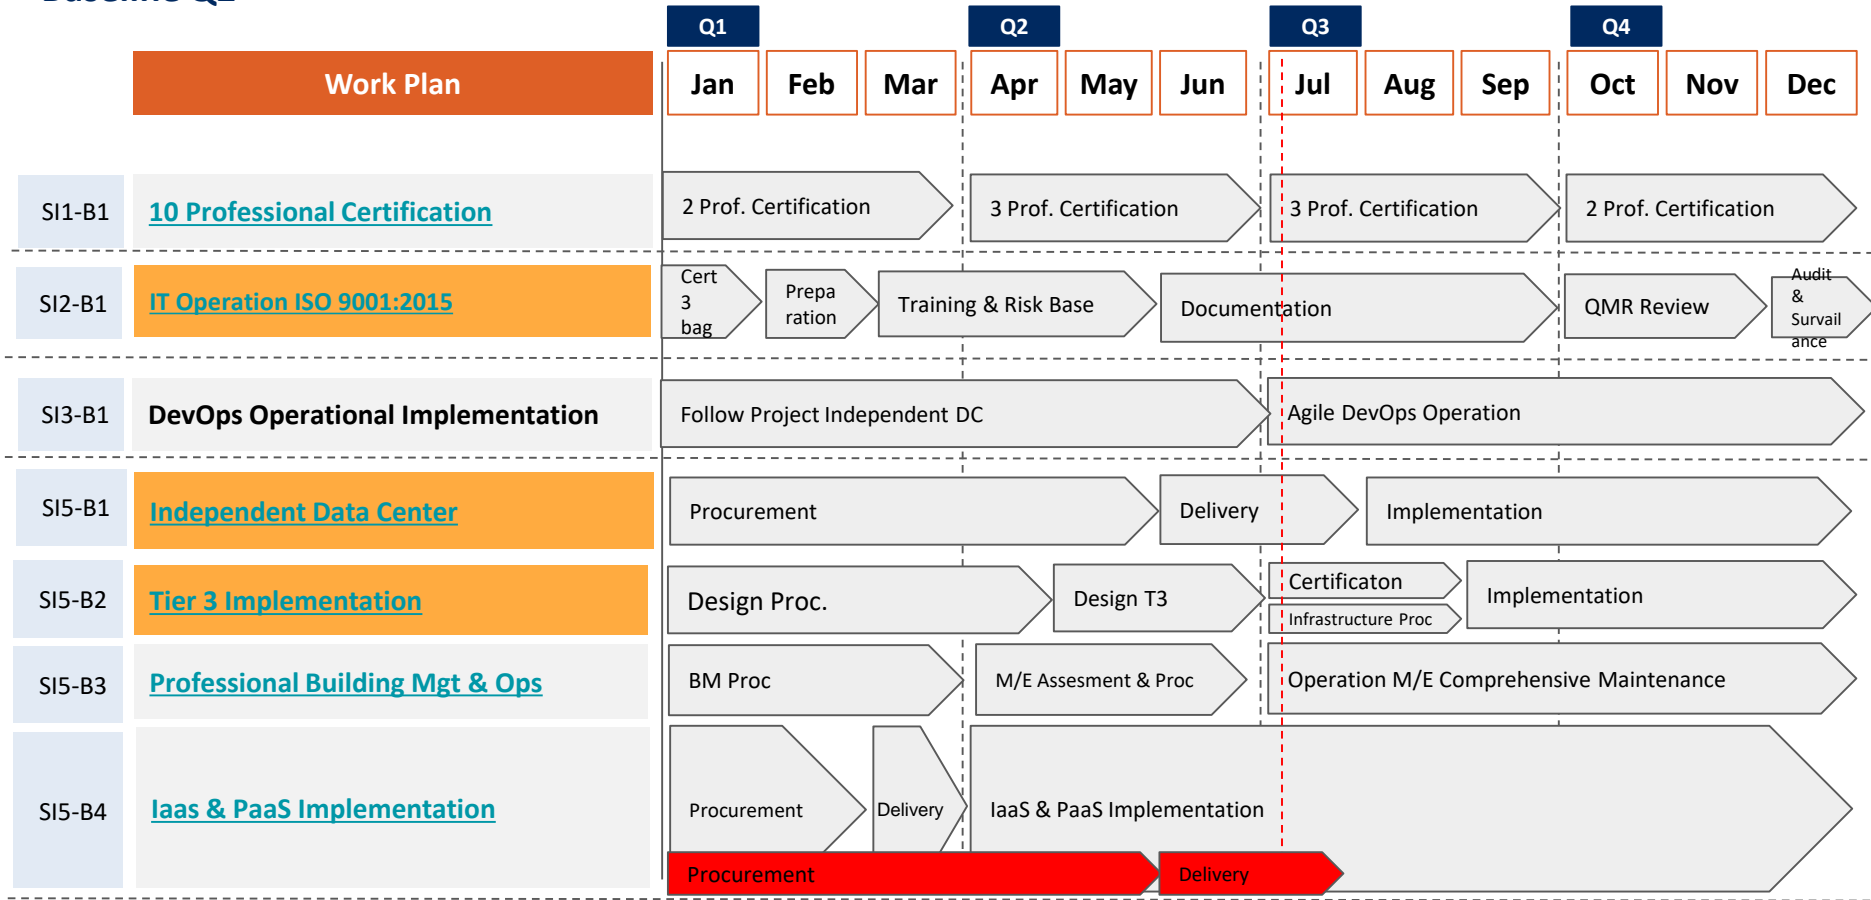 Baseline Q2
Q1
Q2
Q3
Q4
Work Plan
Jan
Feb
Mar
Apr
May
Jun
Jul
Aug
Sep
Oct
Nov
Dec
SI1-B1
10 Professional Certification
2 Prof. Certification
3 Prof. Certification
3 Prof. Certification
2 Prof. Certification
SI2-B1
IT Operation ISO 9001:2015
Cert
3
bag
Prepa
ration
Training & Risk Base
Documentation
QMR Review
Audit
&
Survail
ance
SI3-B1
DevOps Operational Implementation
Follow Project Independent DC
Agile DevOps Operation
SI5-B1
Independent Data Center
Procurement
Delivery
Implementation
SI5-B2
Tier 3 Implementation
Design Proc.
Design T3
Certificaton
Infrastructure Proc
Implementation
SI5-B3
Professional Building Mgt & Ops
BM Proc
M/E Assesment & Proc
Operation M/E Comprehensive Maintenance
SI5-B4
Iaas & PaaS Implementation
Procurement
Delivery
IaaS & PaaS Implementation
Procurement
Delivery